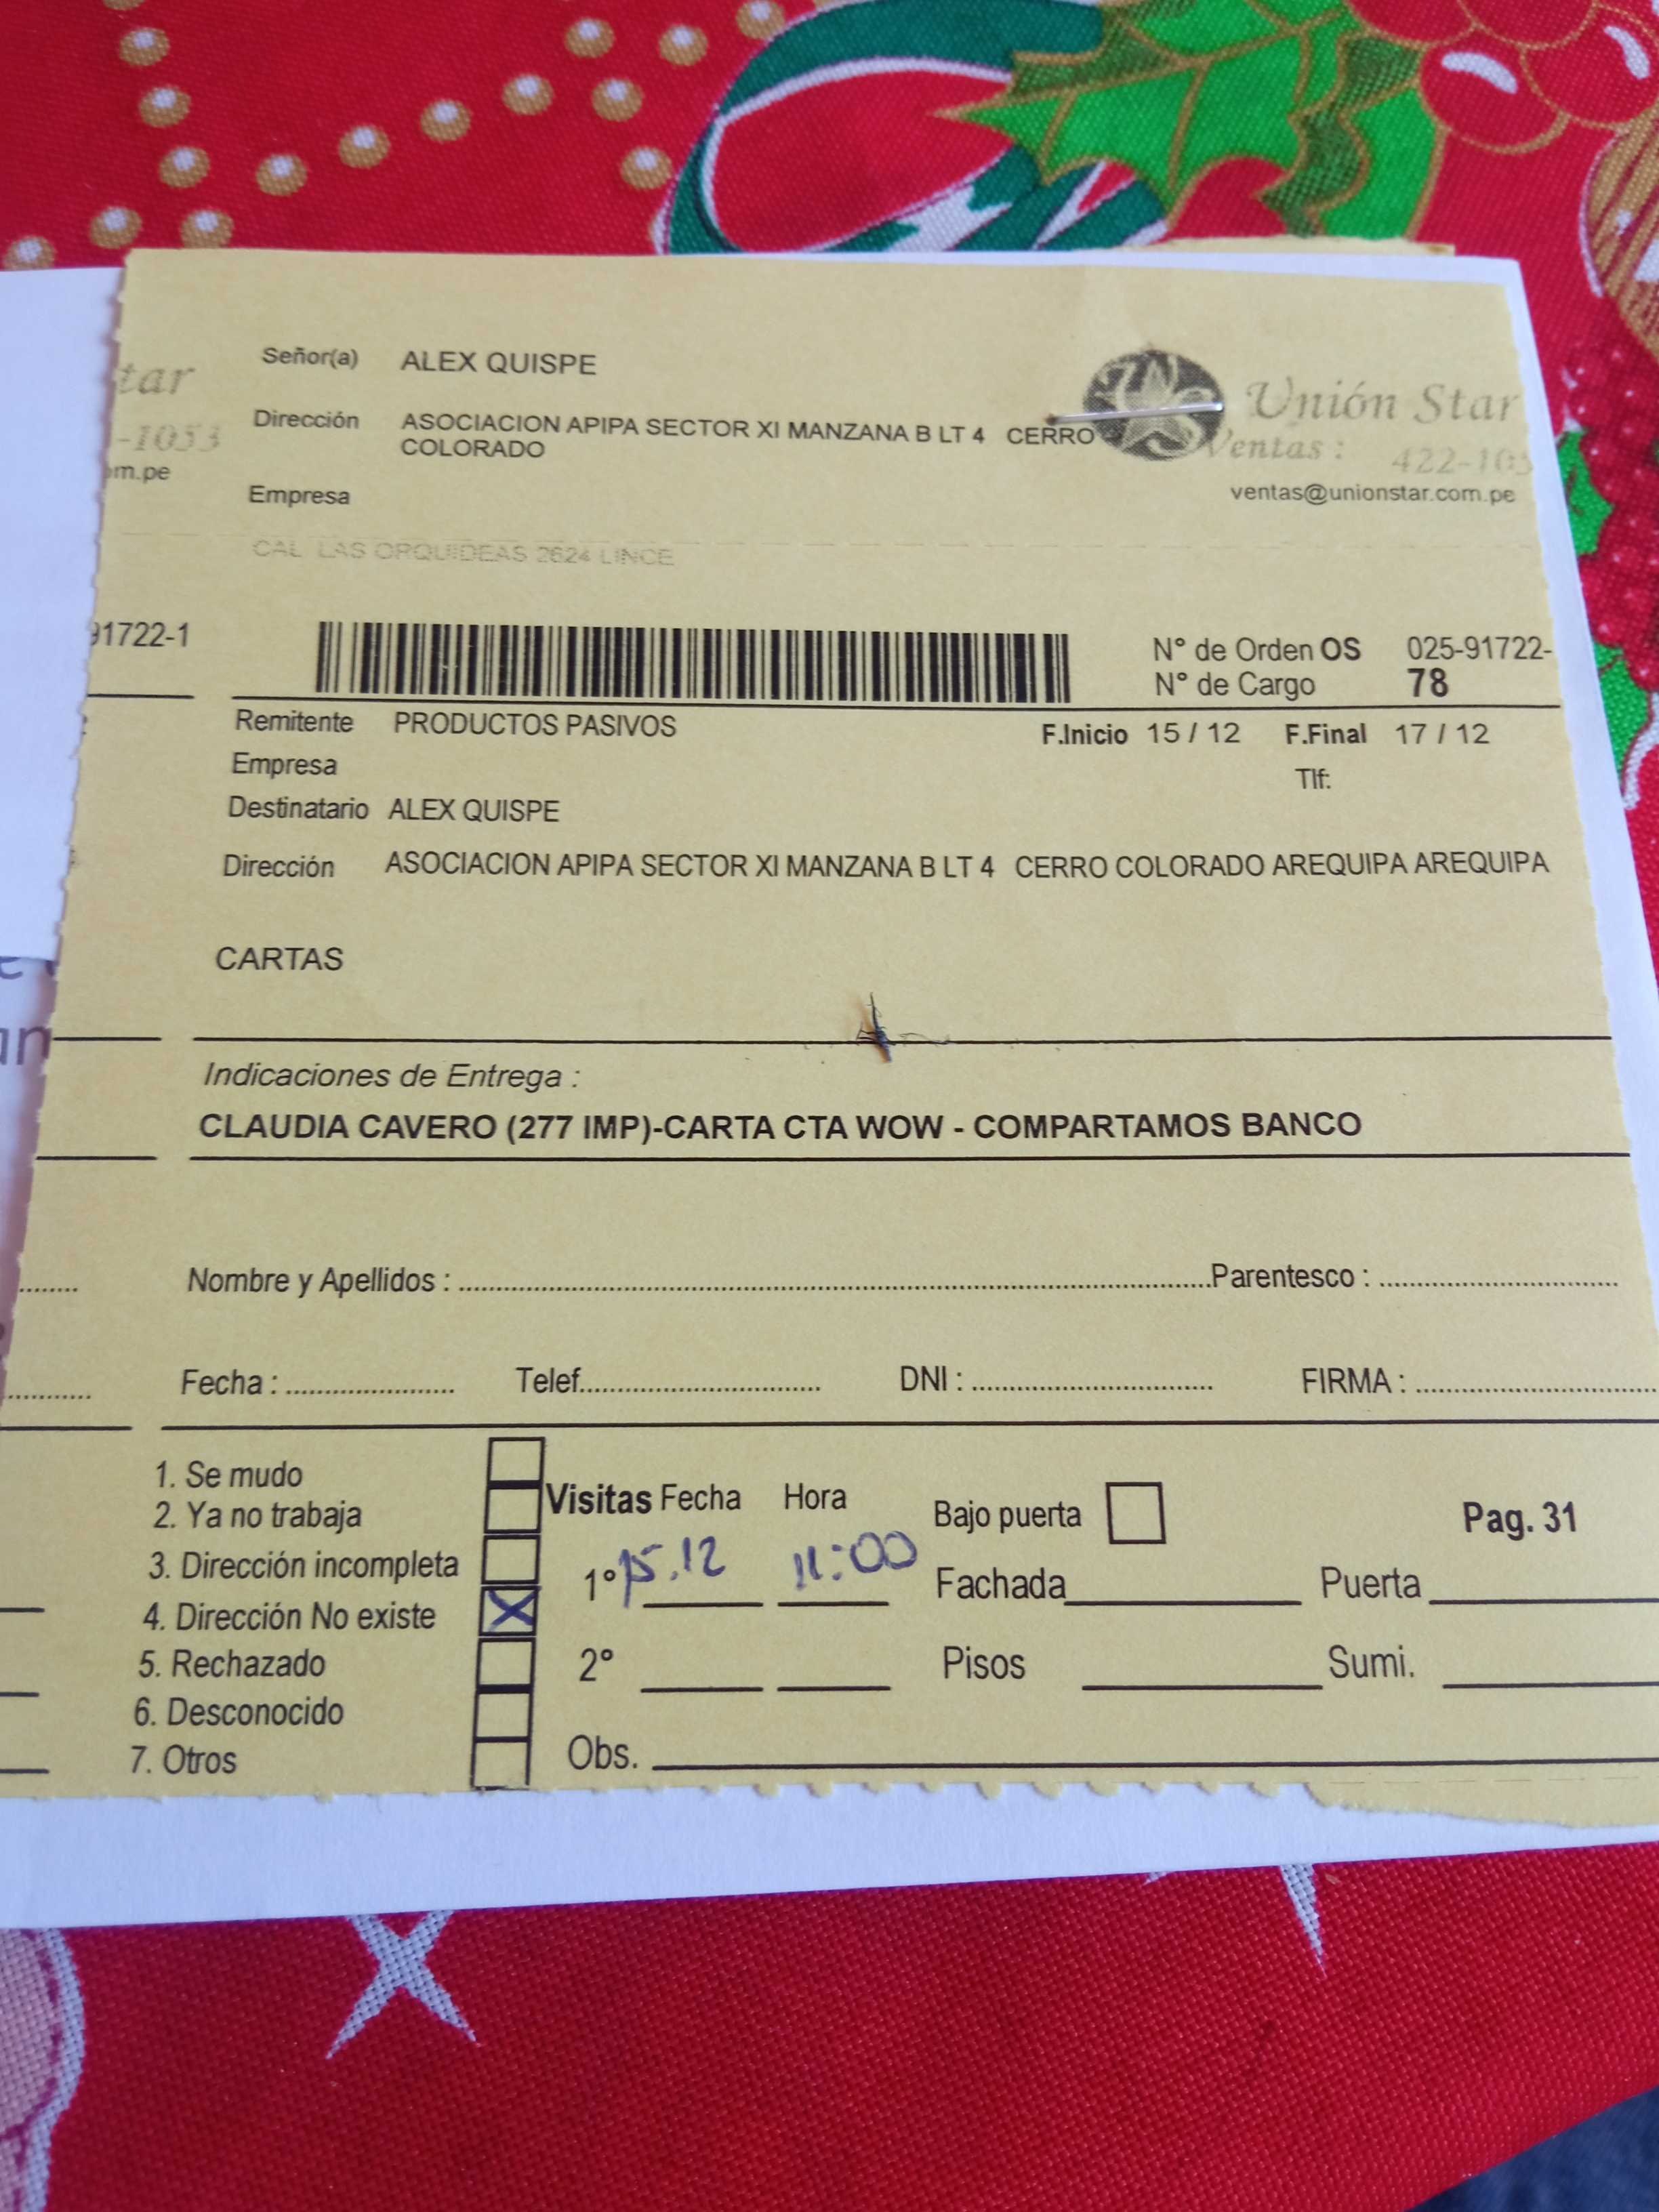 tar
-1053
m.pe
Señor(a) ALEX QUISPE
Dirección ASOCIACION APIPA SECTOR XI MANZANA B LT 4 CERRO
COLORADO
Empresa
Unión Star
Ventas : 422-105
ventas@unionstar.com.pe
CAL LAS ORQUIDEAS 2624 LINCE
91722-1
N° de Orden OS 025-91722-
N° de Cargo 78
Remitente PRODUCTOS PASIVOS F.Inicio 15 / 12 F.Final 17 / 12
Empresa Tlf:
Destinatario ALEX QUISPE
Dirección ASOCIACION APIPA SECTOR XI MANZANA B LT 4 CERRO COLORADO AREQUIPA AREQUIPA
CARTAS
Indicaciones de Entrega :
CLAUDIA CAVERO (277 IMP)-CARTA CTA WOW - COMPARTAMOS BANCO
Nombre y Apellidos : Parentesco :
Fecha : Telef. DNI : FIRMA :
1. Se mudo
2. Ya no trabaja
3. Dirección incompleta
4. Dirección No existe X
5. Rechazado
6. Desconocido
7. Otros
Visitas Fecha Hora
1° 15.12 11:00
2°
Obs.
Bajo puerta Pag. 31
Fachada Puerta
Pisos Sumi.